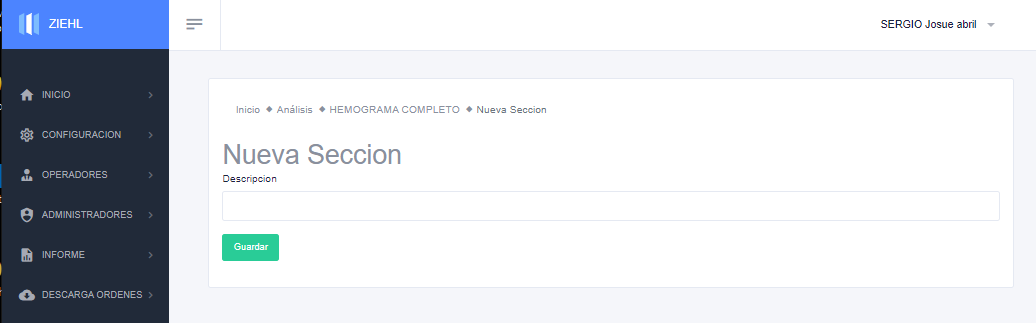 ZIEHL
SERGIO Josue abril
INICIO
CONFIGURACION
OPERADORES
ADMINISTRADORES
INFORME
DESCARGA ORDENES
Inicio ◆ Análisis ◆ HEMOGRAMA COMPLETO ◆ Nueva Seccion
Nueva Seccion
Descripcion
Guardar